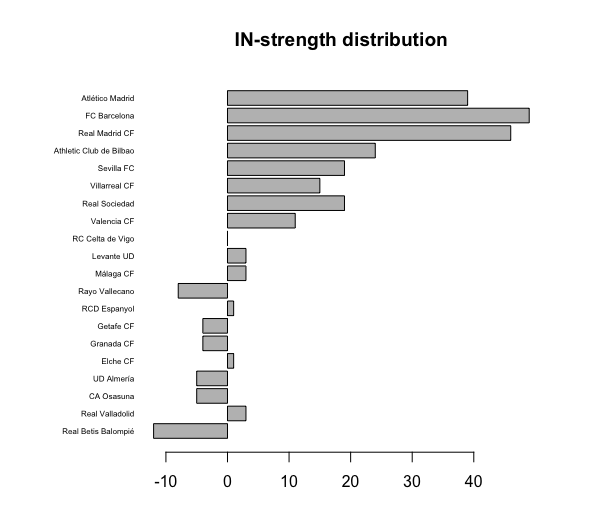 IN-strength distribution
Atlético Madrid
FC Barcelona
Real Madrid CF
Athletic Club de Bilbao
Sevilla FC
Villarreal CF
Real Sociedad
Valencia CF
RC Celta de Vigo
Levante UD
Málaga CF
Rayo Vallecano
RCD Espanyol
Getafe CF
Granada CF
Elche CF
UD Almería
CA Osasuna
Real Valladolid
Real Betis Balompié
-10 0 10 20 30 40